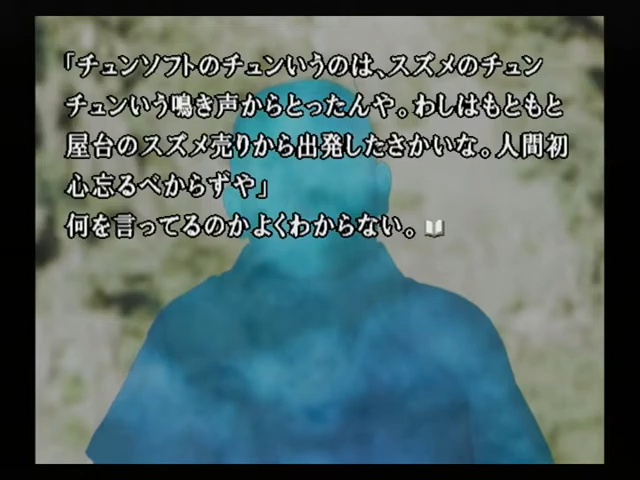 「チュンソフトのチュンいうのは、スズメのチュン
チュンいう鳴き声からとったんや。わしはもともと
屋台のスズメ売りから出発したさかいな。人間初
心忘るべからずや」
何を言ってるのかよくわからない。